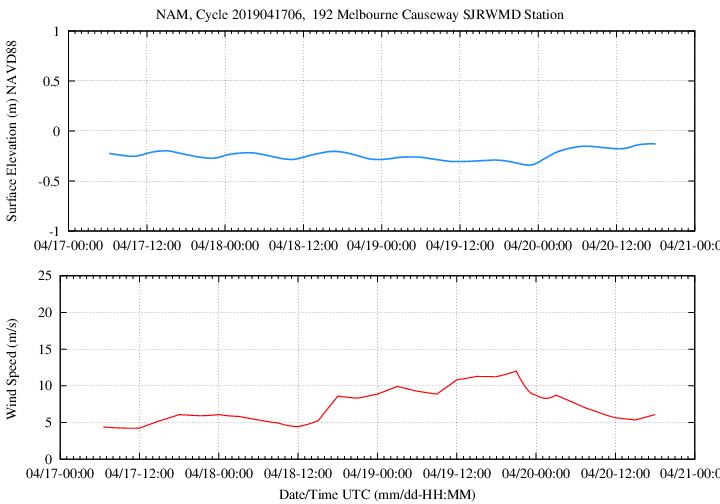 NAM, Cycle 2019041706,  192 Melbourne Causeway SJRWMD Station
Surface Elevation (m) NAVD88
1
0.5
0
-0.5
-1
04/17-00:00 04/17-12:00 04/18-00:00 04/18-12:00 04/19-00:00 04/19-12:00 04/20-00:00 04/20-12:00 04/21-0
Wind Speed (m/s)
25
20
15
10
5
0
04/17-00:00 04/17-12:00 04/18-00:00 04/18-12:00 04/19-00:00 04/19-12:00 04/20-00:00 04/20-12:00 04/21-0
Date/Time UTC (mm/dd-HH:MM)